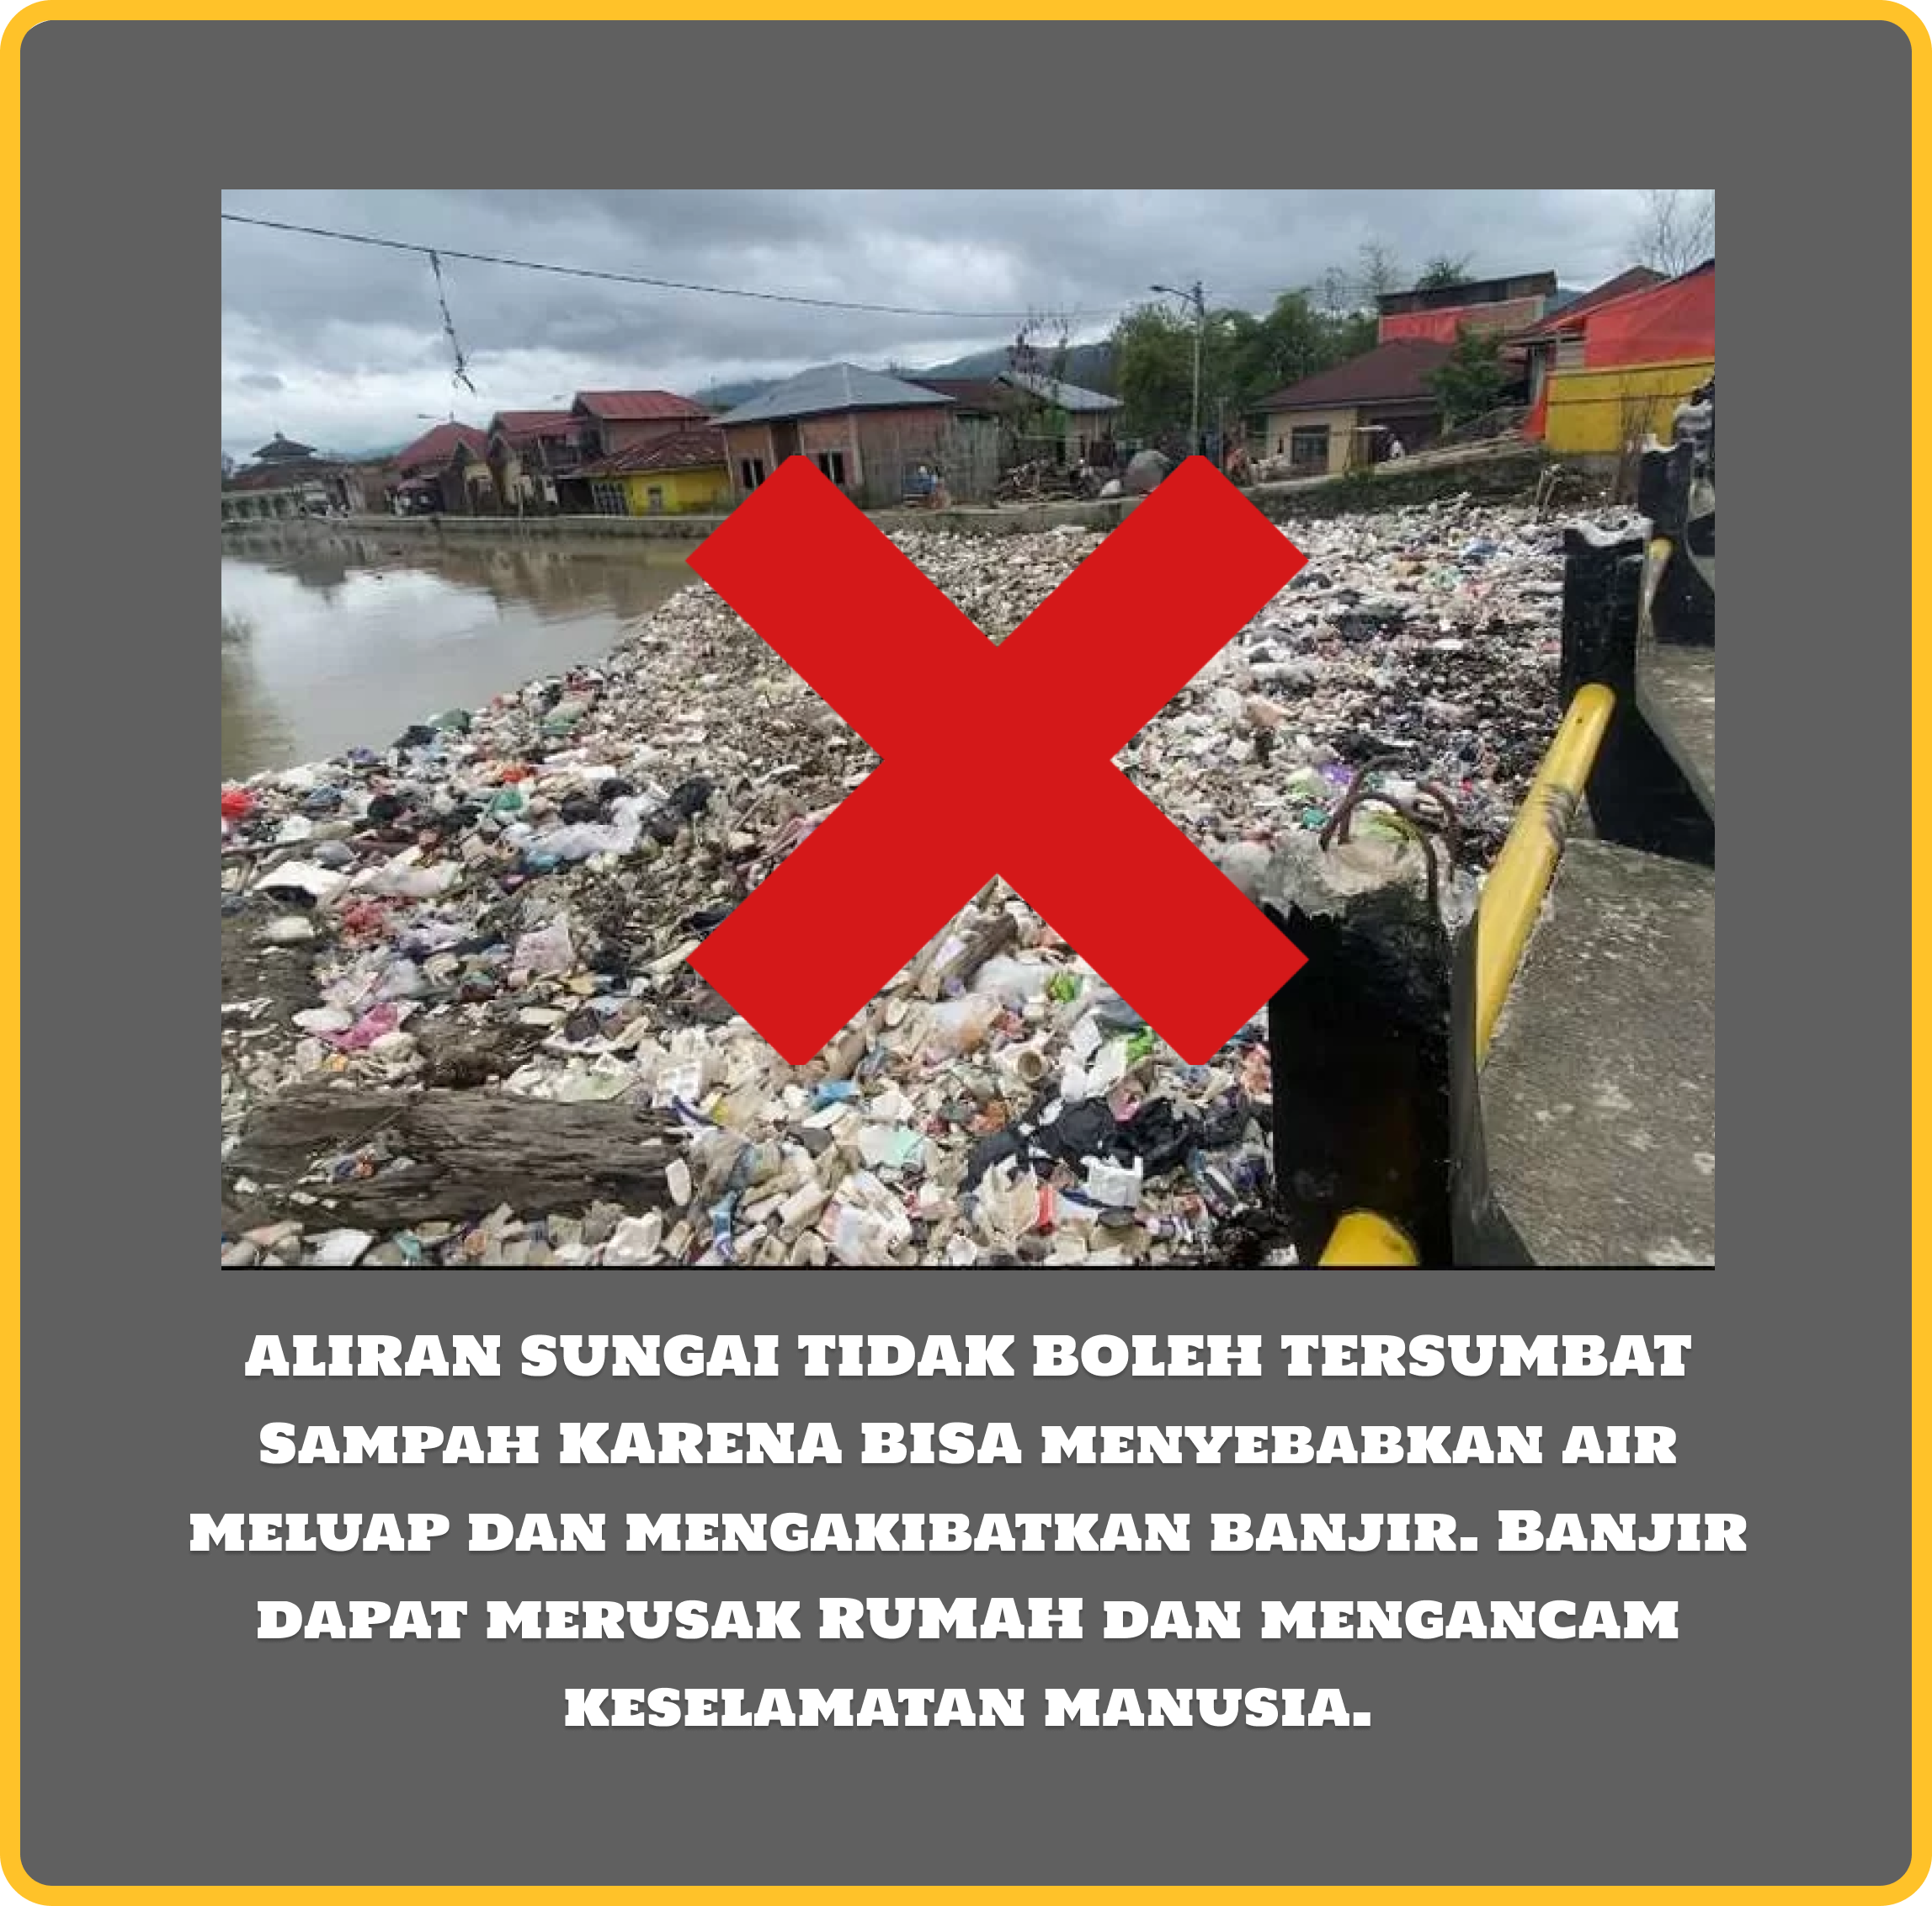 ALIRAN SUNGAI TIDAK BOLEH TERSUMBAT
SAMPAH KARENA BISA MENYEBABKAN AIR
MELUAP DAN MENGAKIBATKAN BANJIR. BANJIR
DAPAT MERUSAK RUMAH DAN MENGANCAM
KESELAMATAN MANUSIA.